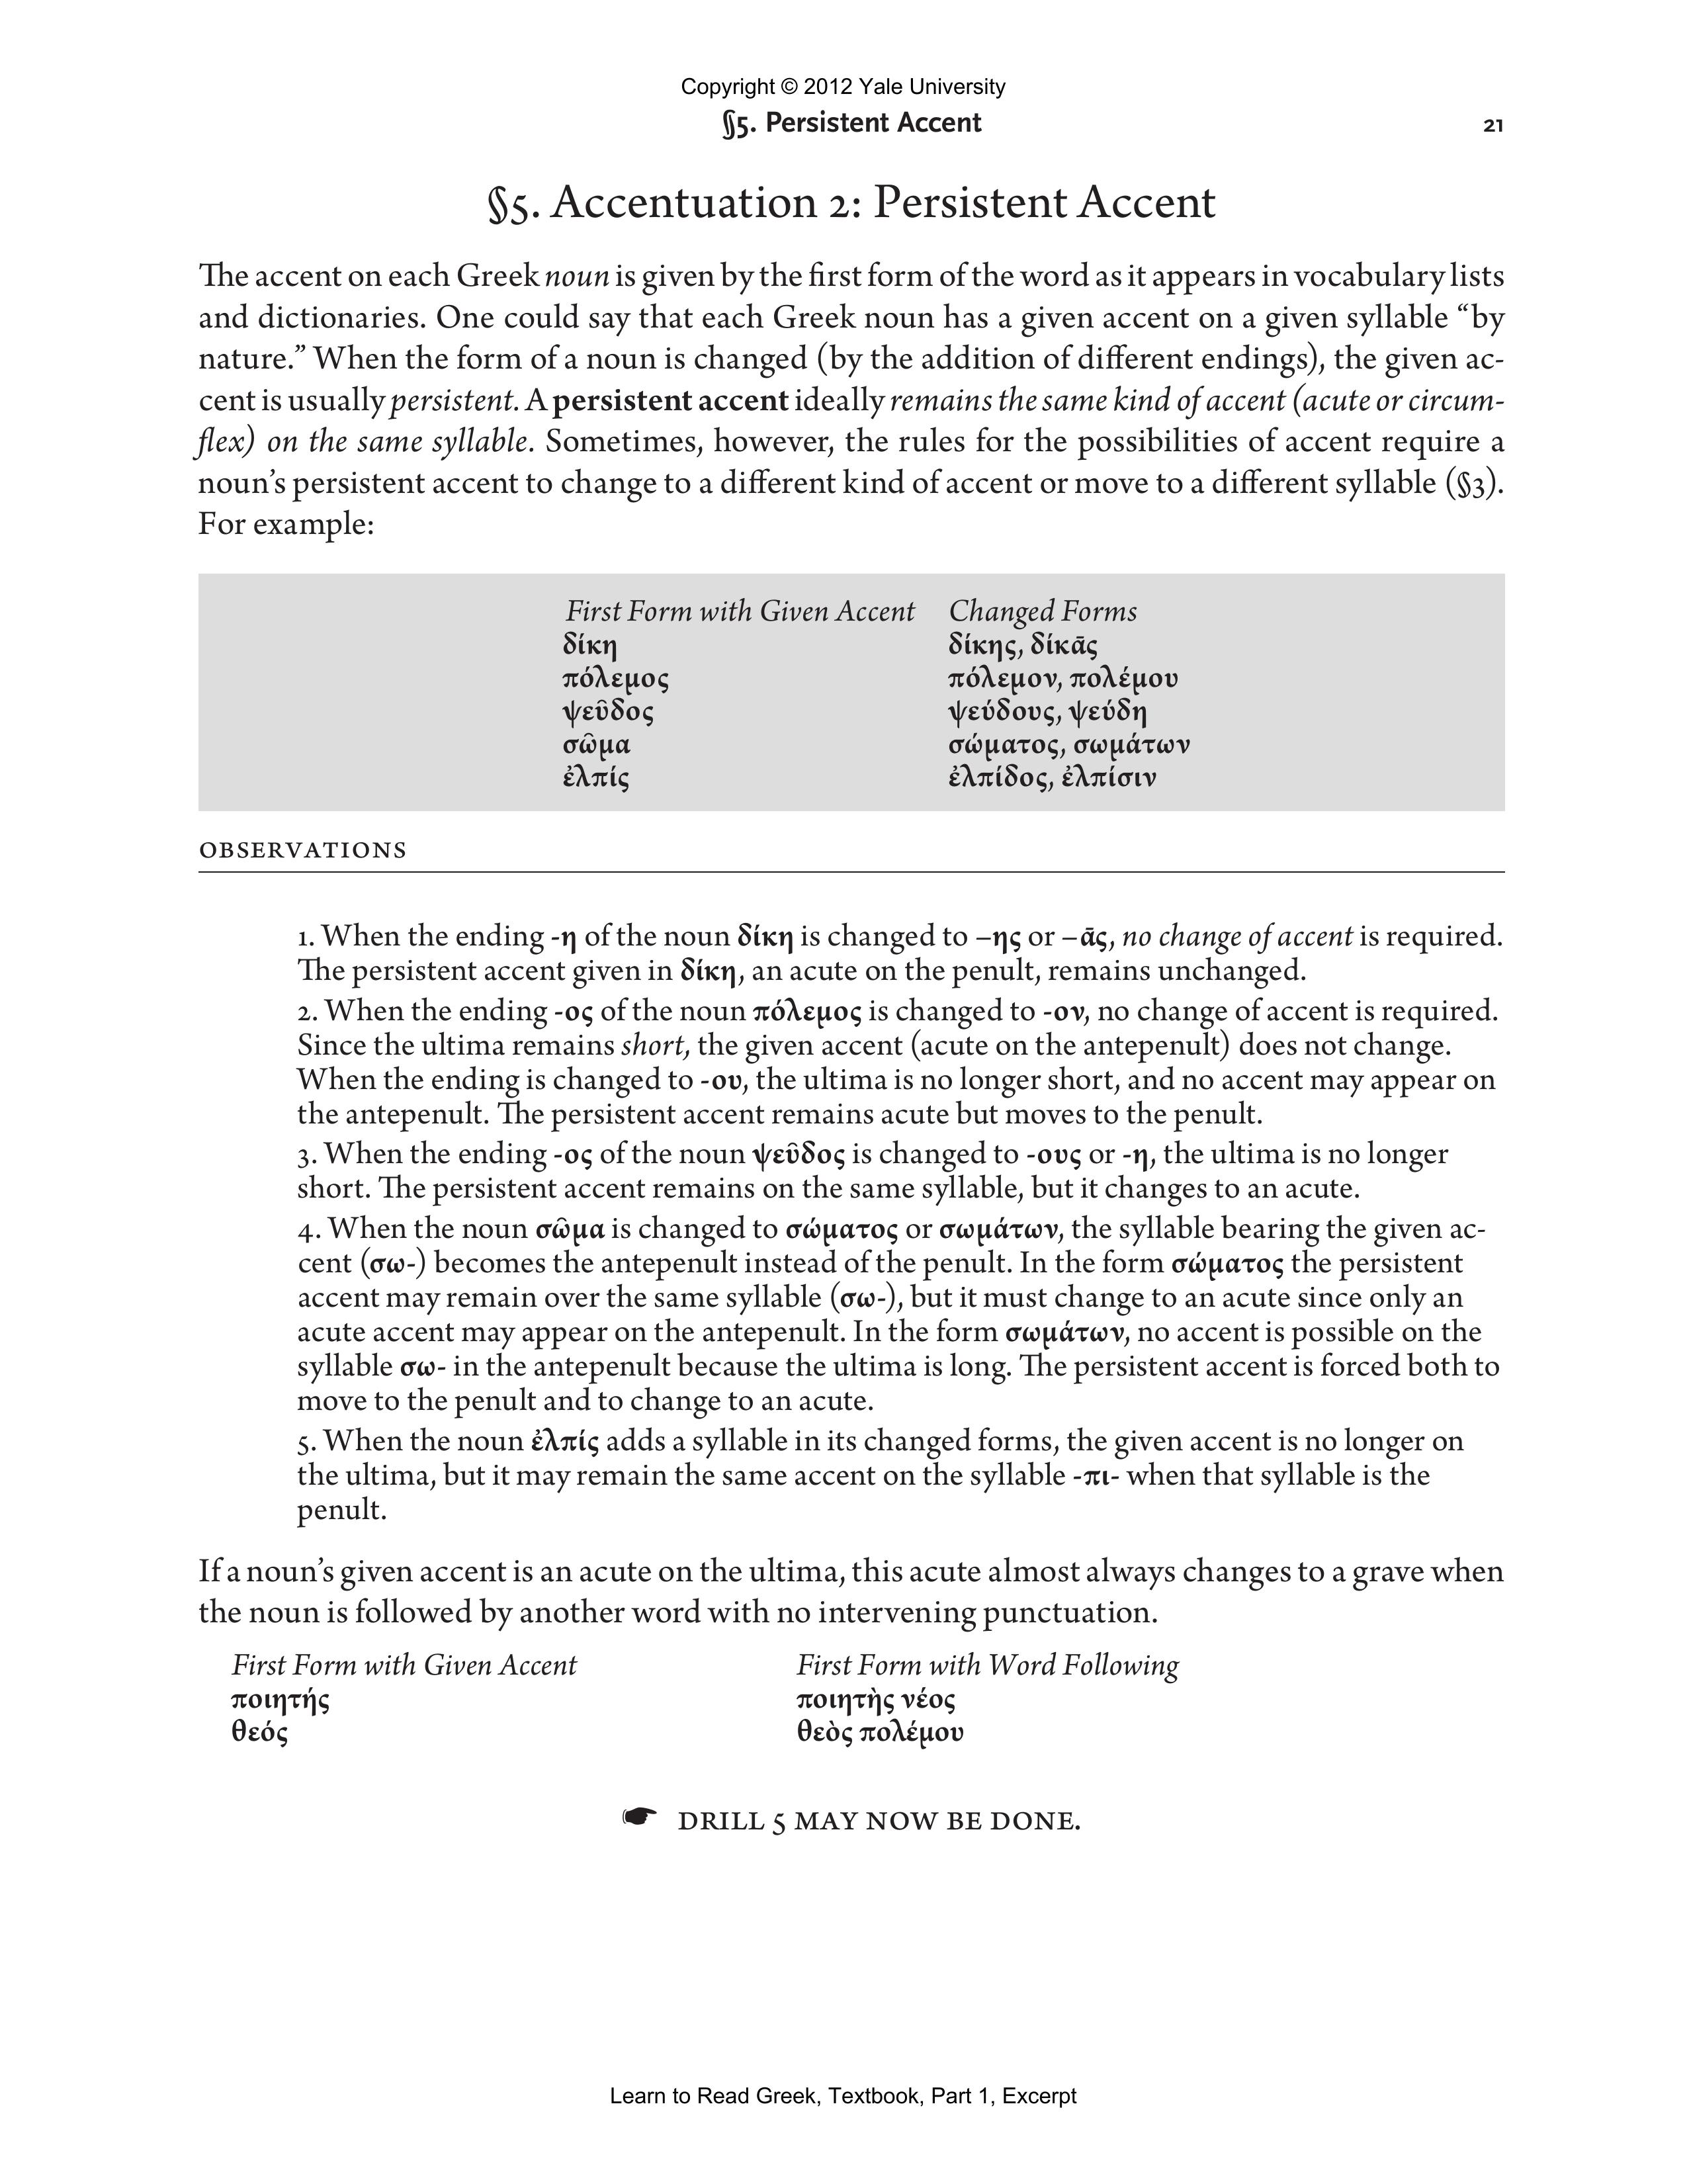 Copyright © 2012 Yale University
§5. Persistent Accent 21
§5. Accentuation 2: Persistent Accent
The accent on each Greek noun is given by the first form of the word as it appears in vocabulary lists
and dictionaries. One could say that each Greek noun has a given accent on a given syllable “by
nature.” When the form of a noun is changed (by the addition of different endings), the given ac-
cent is usually persistent. A persistent accent ideally remains the same kind of accent (acute or circum-
flex) on the same syllable. Sometimes, however, the rules for the possibilities of accent require a
noun’s persistent accent to change to a different kind of accent or move to a different syllable (§3).
For example:
First Form with Given Accent Changed Forms
δίκη δίκης, δίκᾱς
πόλεμος πόλεμον, πολέμου
ψεῦδος ψεύδους, ψεύδη
σῶμα σώματος, σωμάτων
ἐλπίς ἐλπίδος, ἐλπίσιν
OBSERVATIONS
1. When the ending -η of the noun δίκη is changed to –ης or –ᾱς, no change of accent is required.
The persistent accent given in δίκη, an acute on the penult, remains unchanged.
2. When the ending -ος of the noun πόλεμος is changed to -ον, no change of accent is required.
Since the ultima remains short, the given accent (acute on the antepenult) does not change.
When the ending is changed to -ου, the ultima is no longer short, and no accent may appear on
the antepenult. The persistent accent remains acute but moves to the penult.
3. When the ending -ος of the noun ψεῦδος is changed to -ους or -η, the ultima is no longer
short. The persistent accent remains on the same syllable, but it changes to an acute.
4. When the noun σῶμα is changed to σώματος or σωμάτων, the syllable bearing the given ac-
cent (σω-) becomes the antepenult instead of the penult. In the form σώματος the persistent
accent may remain over the same syllable (σω-), but it must change to an acute since only an
acute accent may appear on the antepenult. In the form σωμάτων, no accent is possible on the
syllable σω- in the antepenult because the ultima is long. The persistent accent is forced both to
move to the penult and to change to an acute.
5. When the noun ἐλπίς adds a syllable in its changed forms, the given accent is no longer on
the ultima, but it may remain the same accent on the syllable -πι- when that syllable is the
penult.
If a noun’s given accent is an acute on the ultima, this acute almost always changes to a grave when
the noun is followed by another word with no intervening punctuation.
First Form with Given Accent First Form with Word Following
ποιητής ποιητὴς νέος
θεός θεὸς πολέμου
☛ DRILL 5 MAY NOW BE DONE.
Learn to Read Greek, Textbook, Part 1, Excerpt